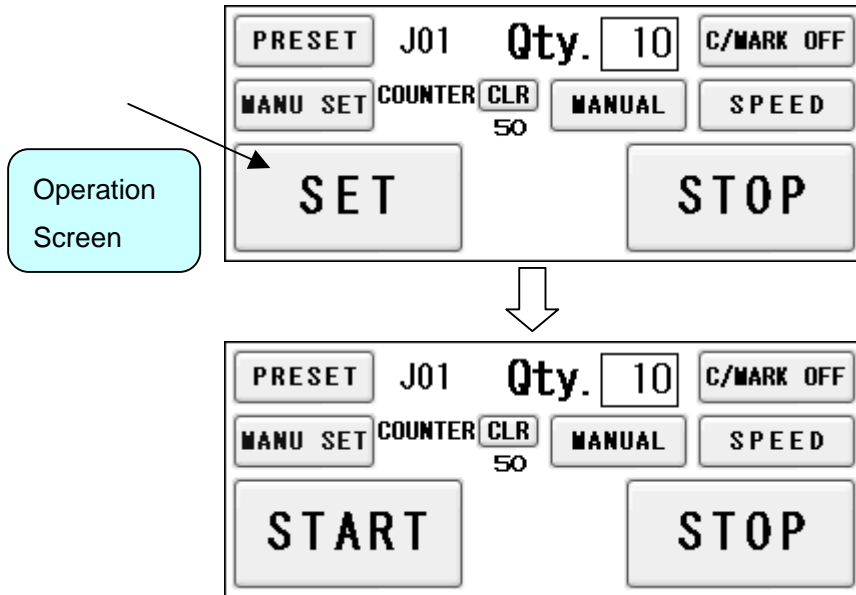 PRESET J01 Qty. 10 C/MARK OFF
MANU SET COUNTER CLR MANUAL SPEED
50
SET STOP
Operation
Screen
PRESET J01 Qty. 10 C/MARK OFF
MANU SET COUNTER CLR MANUAL SPEED
50
START STOP